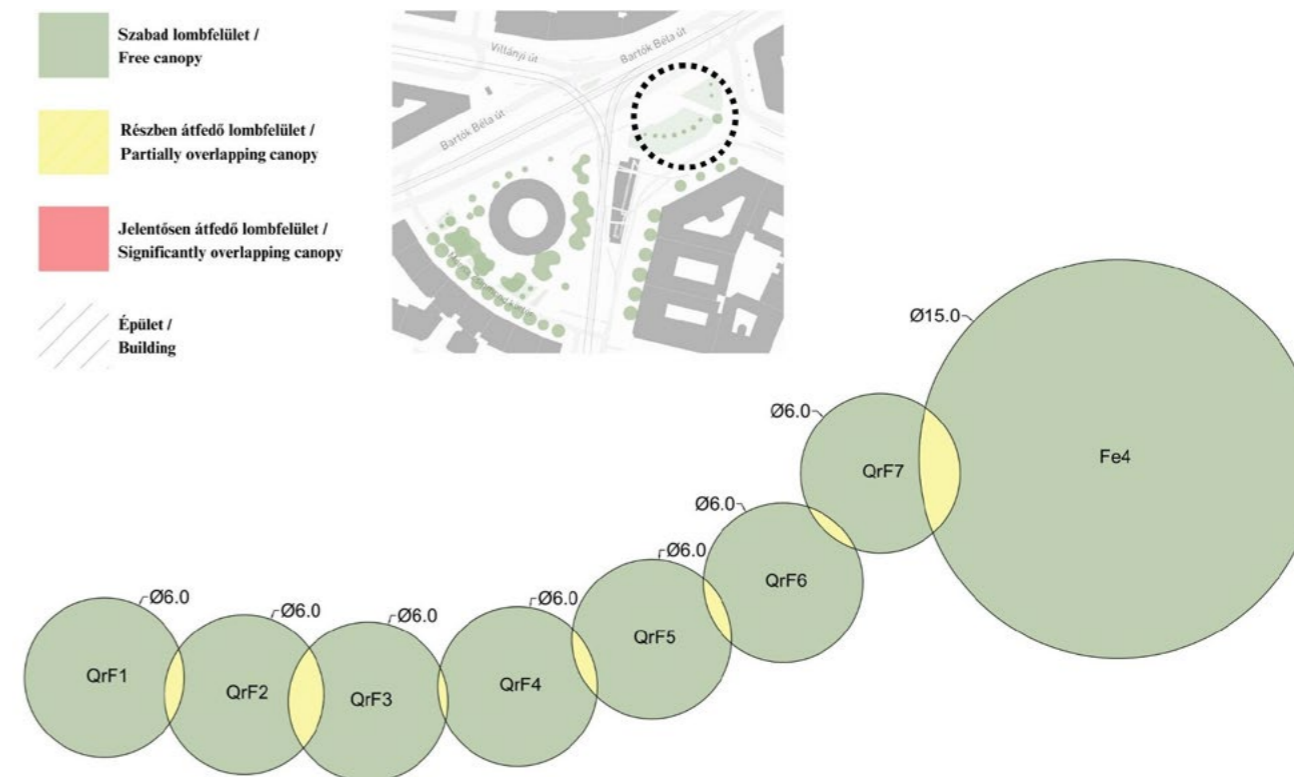 Szabad lombfelület /
Free canopy
Részben átfedő lombfelület /
Partially overlapping canopy
Jelentősen átfedő lombfelület /
Significantly overlapping canopy
Épület /
Building
Villányi út
Bartók Béla út
Bartók Béla út
Ø15.0
Ø6.0
QrF7
Fe4
Ø6.0
Ø6.0
QrF6
Ø6.0
Ø6.0
Ø6.0
Ø6.0
QrF5
QrF1
QrF2
QrF3
QrF4